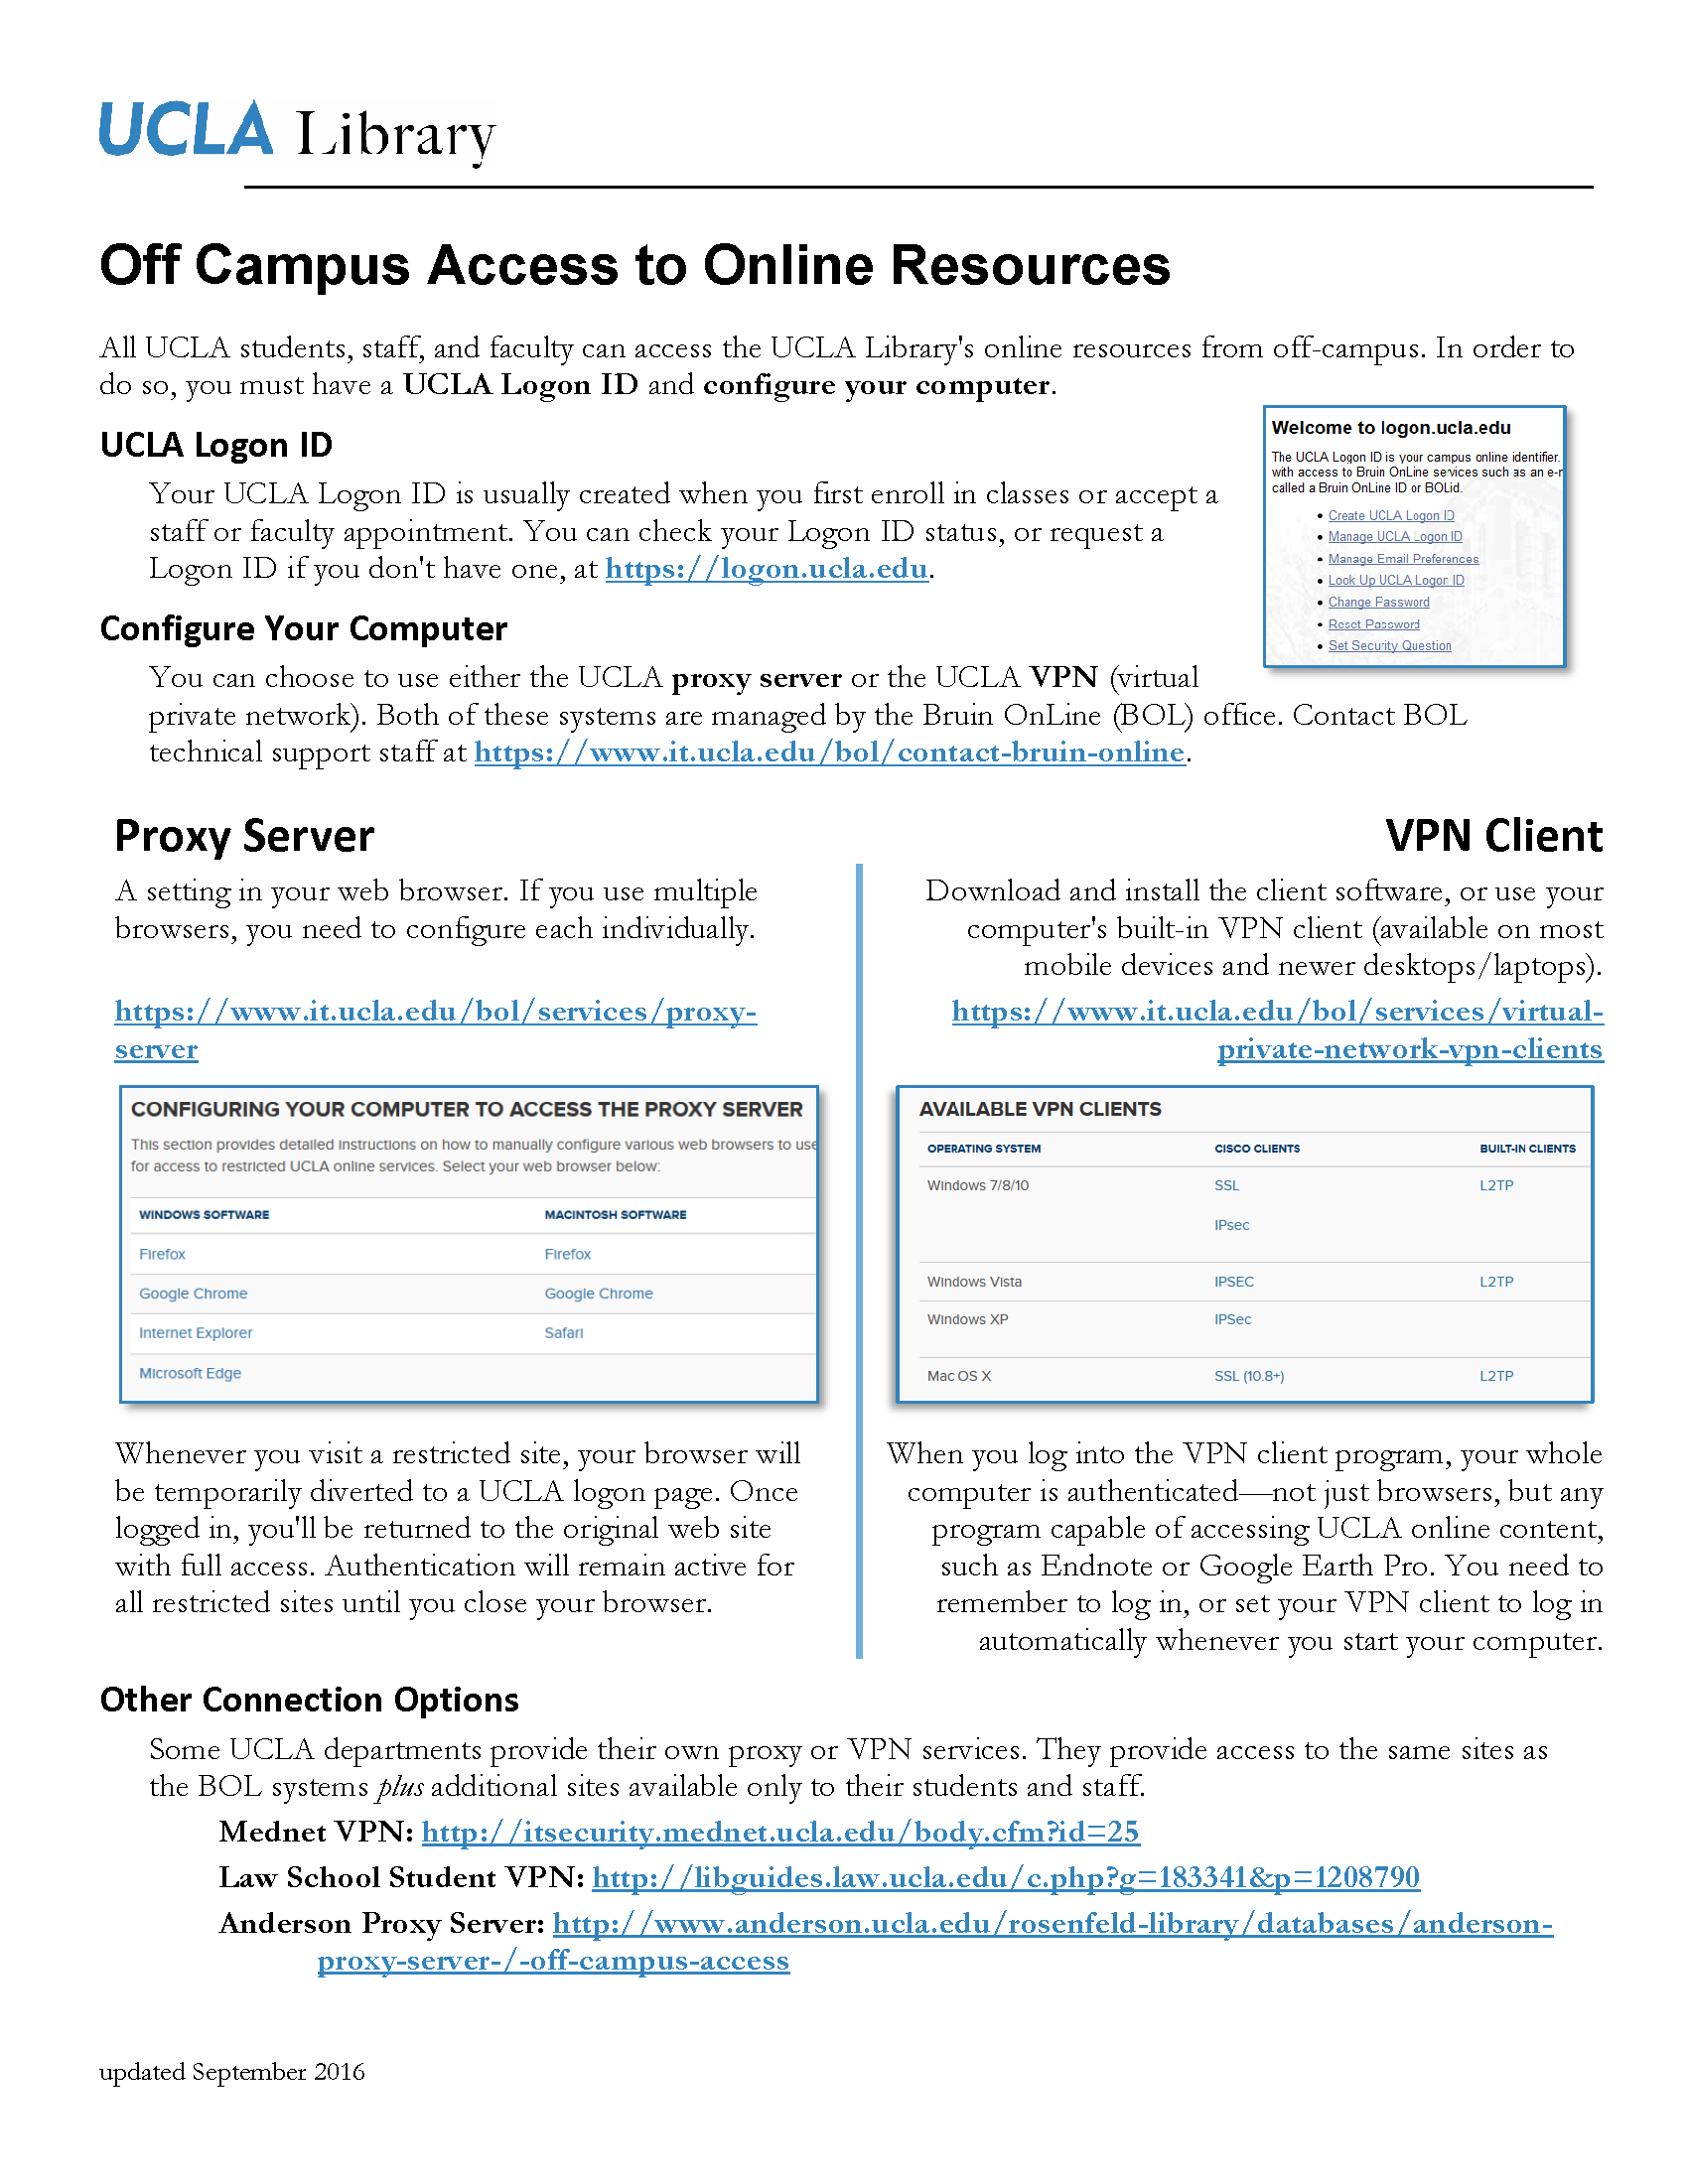 UCLA Library
Off Campus Access to Online Resources
All UCLA students, staff, and faculty can access the UCLA Library's online resources from off-campus. In order to
do so, you must have a UCLA Logon ID and configure your computer.
UCLA Logon ID
Your UCLA Logon ID is usually created when you first enroll in classes or accept a
staff or faculty appointment. You can check your Logon ID status, or request a
Logon ID if you don't have one, at https://logon.ucla.edu.
Welcome to logon.ucla.edu
The UCLA Logon ID is your campus online identifier.
with access to Bruin OnLine services such as an e-
called a Bruin OnLine ID or BOLid.
• Create UCLA Logon ID
• Manage UCLA Logon ID
• Manage Email Preferences
• Look Up UCLA Logon ID
• Change Password
• Reset Password
• Set Security Question
Configure Your Computer
You can choose to use either the UCLA proxy server or the UCLA VPN (virtual
private network). Both of these systems are managed by the Bruin OnLine (BOL) office. Contact BOL
technical support staff at https://www.it.ucla.edu/bol/contact-bruin-online.
Proxy Server
A setting in your web browser. If you use multiple
browsers, you need to configure each individually.
https://www.it.ucla.edu/bol/services/proxy-
server
CONFIGURING YOUR COMPUTER TO ACCESS THE PROXY SERVER
This section provides detailed instructions on how to manually configure various web browsers to use
for access to restricted UCLA online services. Select your web browser below:
WINDOWS SOFTWARE MACINTOSH SOFTWARE
Firefox Firefox
Google Chrome Google Chrome
Internet Explorer Safari
Microsoft Edge
Whenever you visit a restricted site, your browser will
be temporarily diverted to a UCLA logon page. Once
logged in, you'll be returned to the original web site
with full access. Authentication will remain active for
all restricted sites until you close your browser.
VPN Client
Download and install the client software, or use your
computer's built-in VPN client (available on most
mobile devices and newer desktops/laptops).
https://www.it.ucla.edu/bol/services/virtual-
private-network-vpn-clients
AVAILABLE VPN CLIENTS
OPERATING SYSTEM CISCO CLIENTS BUILT-IN CLIENTS
Windows 7/8/10 SSL L2TP
IPsec
Windows Vista IPSEC L2TP
Windows XP IPSec
Mac OS X SSL (10.8+) L2TP
When you log into the VPN client program, your whole
computer is authenticated—not just browsers, but any
program capable of accessing UCLA online content,
such as Endnote or Google Earth Pro. You need to
remember to log in, or set your VPN client to log in
automatically whenever you start your computer.
Other Connection Options
Some UCLA departments provide their own proxy or VPN services. They provide access to the same sites as
the BOL systems plus additional sites available only to their students and staff.
Mednet VPN: http://itsecurity.mednet.ucla.edu/body.cfm?id=25
Law School Student VPN: http://libguides.law.ucla.edu/c.php?g=183341&p=1208790
Anderson Proxy Server: http://www.anderson.ucla.edu/rosenfeld-library/databases/anderson-
proxy-server-/-off-campus-access
updated September 2016